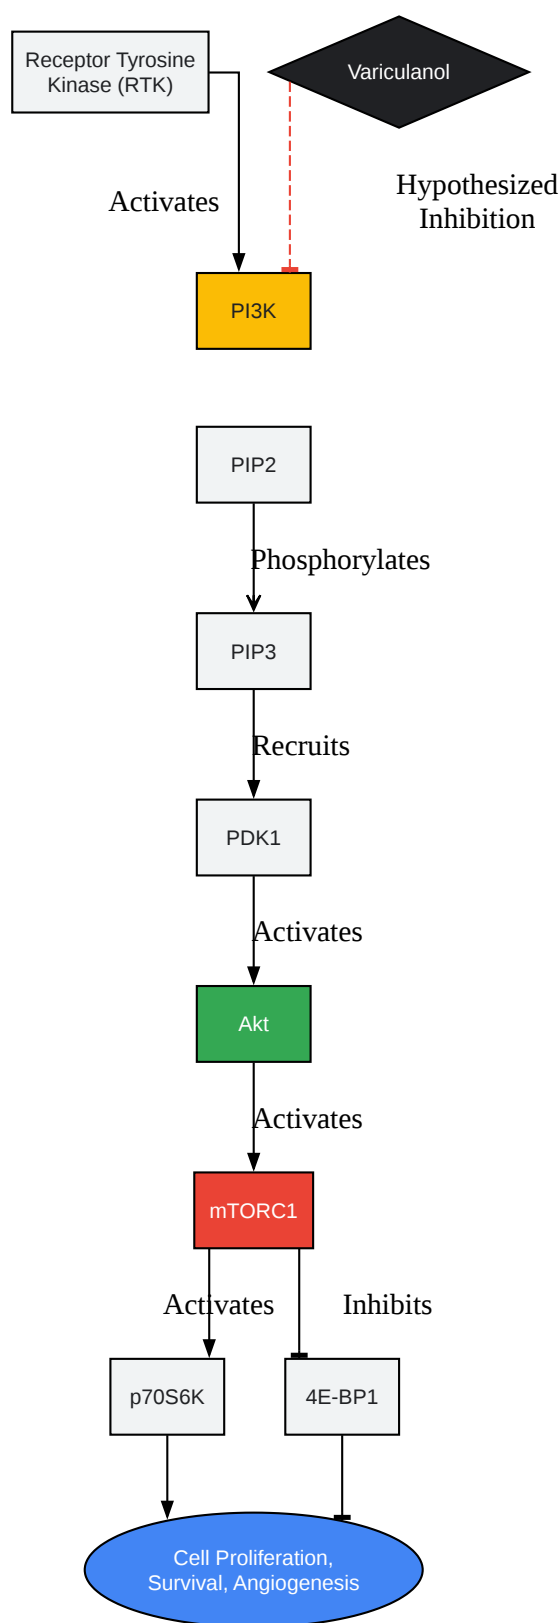 Receptor Tyrosine
Kinase (RTK)
Variculanol
Activates
Hypothesized
Inhibition
PI3K
PIP2
Phosphorylates
PIP3
Recruits
PDK1
Activates
Akt
Activates
mTORC1
Activates
Inhibits
p70S6K
4E-BP1
Cell Proliferation,
Survival, Angiogenesis